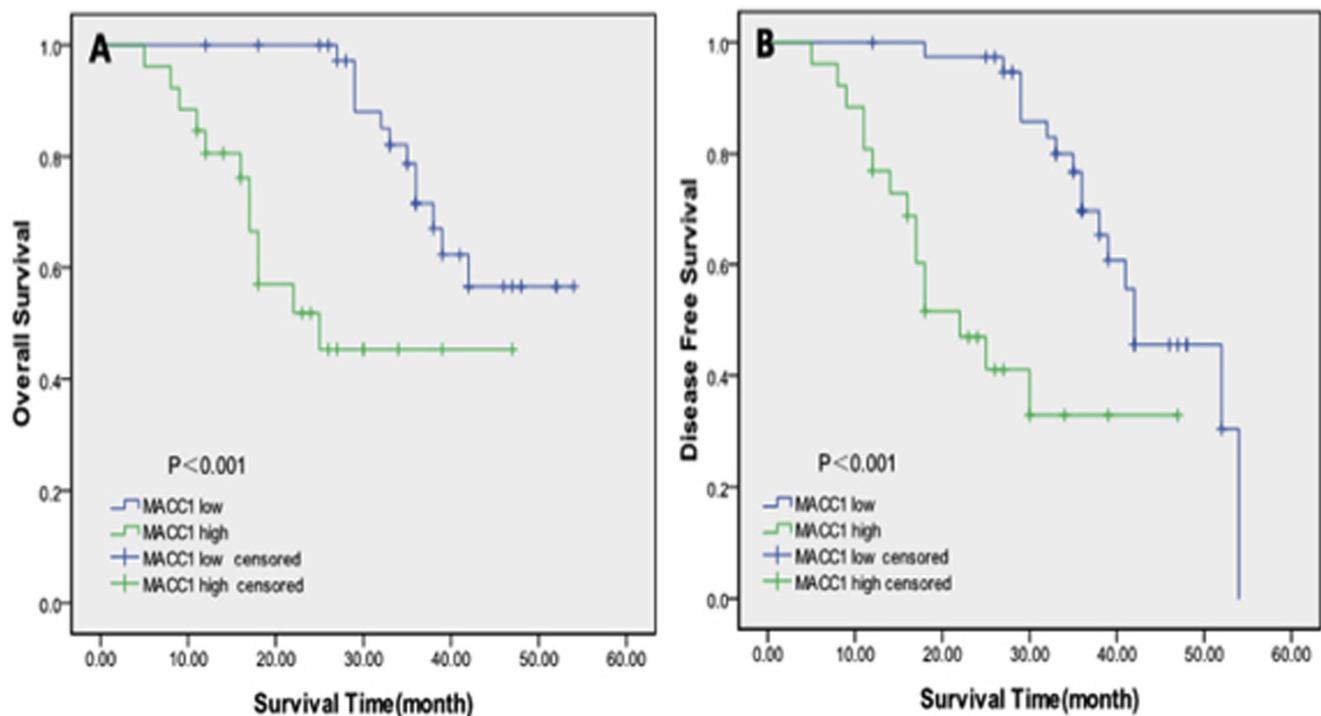 A
Overall Survival
1.0
0.8
0.6
0.4
0.2
0.0
P<0.001
MACC1 low
MACC1 high
MACC1 low censored
MACC1 high censored
0.00 10.00 20.00 30.00 40.00 50.00 60.00
Survival Time(month)
B
Disease Free Survival
1.0
0.8
0.6
0.4
0.2
0.0
P<0.001
MACC1 low
MACC1 high
MACC1 low censored
MACC1 high censored
0.00 10.00 20.00 30.00 40.00 50.00 60.00
Survival Time(month)